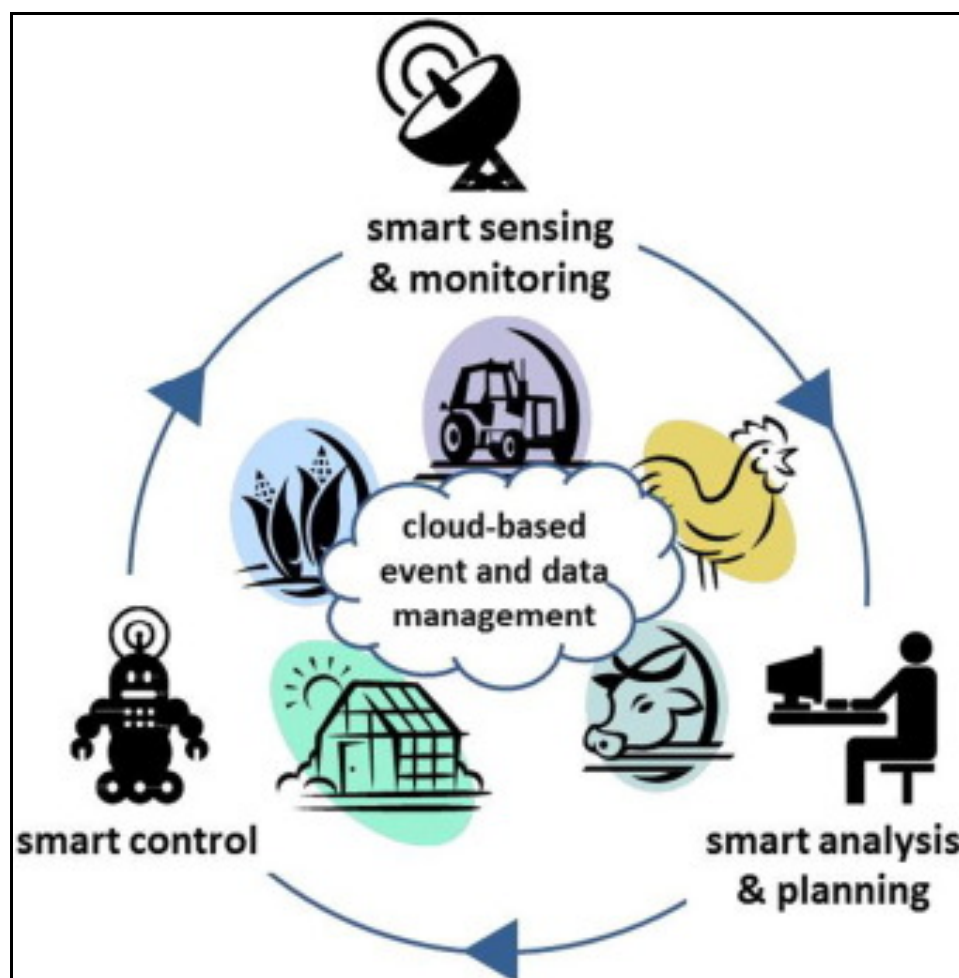 smart sensing
& monitoring
cloud-based
event and data
management
smart control
smart analysis
& planning